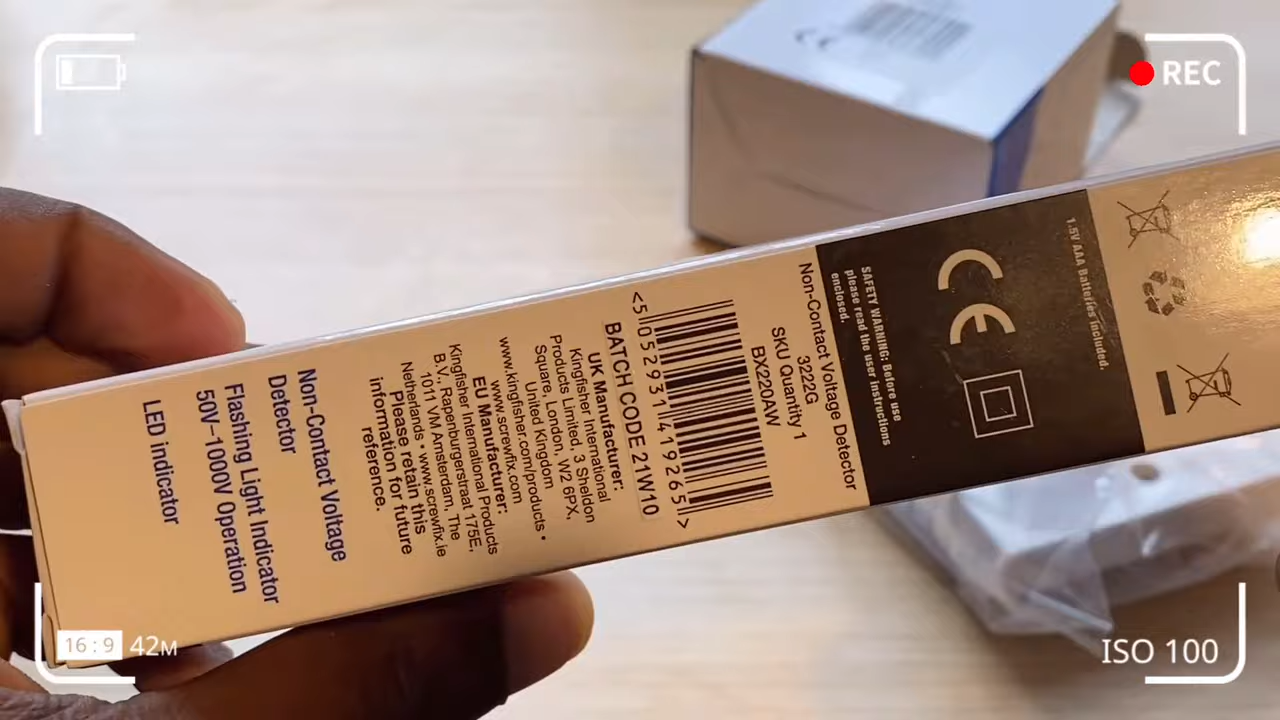 REC
1.5V AAA Batteries included.
CE
SAFETY WARNING: Before use
please read the user instructions
enclosed.
Non-Contact Voltage Detector
3222G
SKU Quantity 1
BX220AW
<5052931419265>
BATCH CODE 21W10
UK Manufacturer:
Kingfisher International
Products Limited, 3 Sheldon
Square, London, W2 6PX,
United Kingdom
www.kingfisher.com/products •
www.screwfix.com
EU Manufacturer:
Kingfisher International Products
B.V., Rapenburgerstraat 175E,
1011 VM Amsterdam, The
Netherlands • www.screwfix.ie
Please retain this
information for future
reference.
Non-Contact Voltage
Detector
Flashing Light Indicator
50V–1000V Operation
LED indicator
CE
16:9 42M
ISO 100